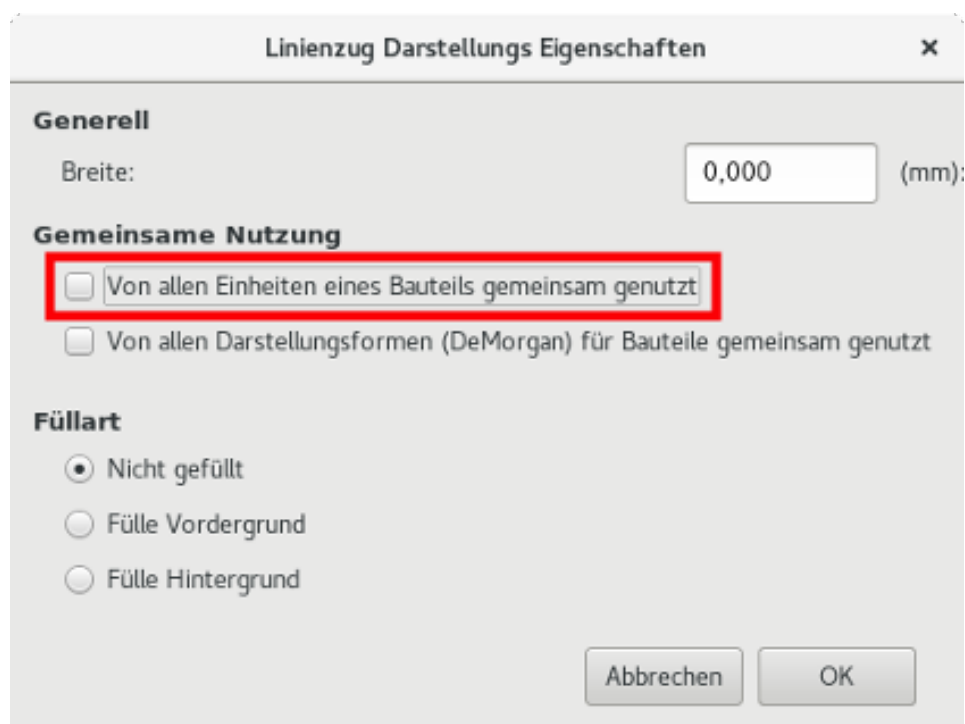 Linienzug Darstellungs Eigenschaften
Generell
Breite: 0,000 (mm):
Gemeinsame Nutzung
Von allen Einheiten eines Bauteils gemeinsam genutzt
Von allen Darstellungsformen (DeMorgan) für Bauteile gemeinsam genutzt
Füllart
Nicht gefüllt
Fülle Vordergrund
Fülle Hintergrund
Abbrechen OK